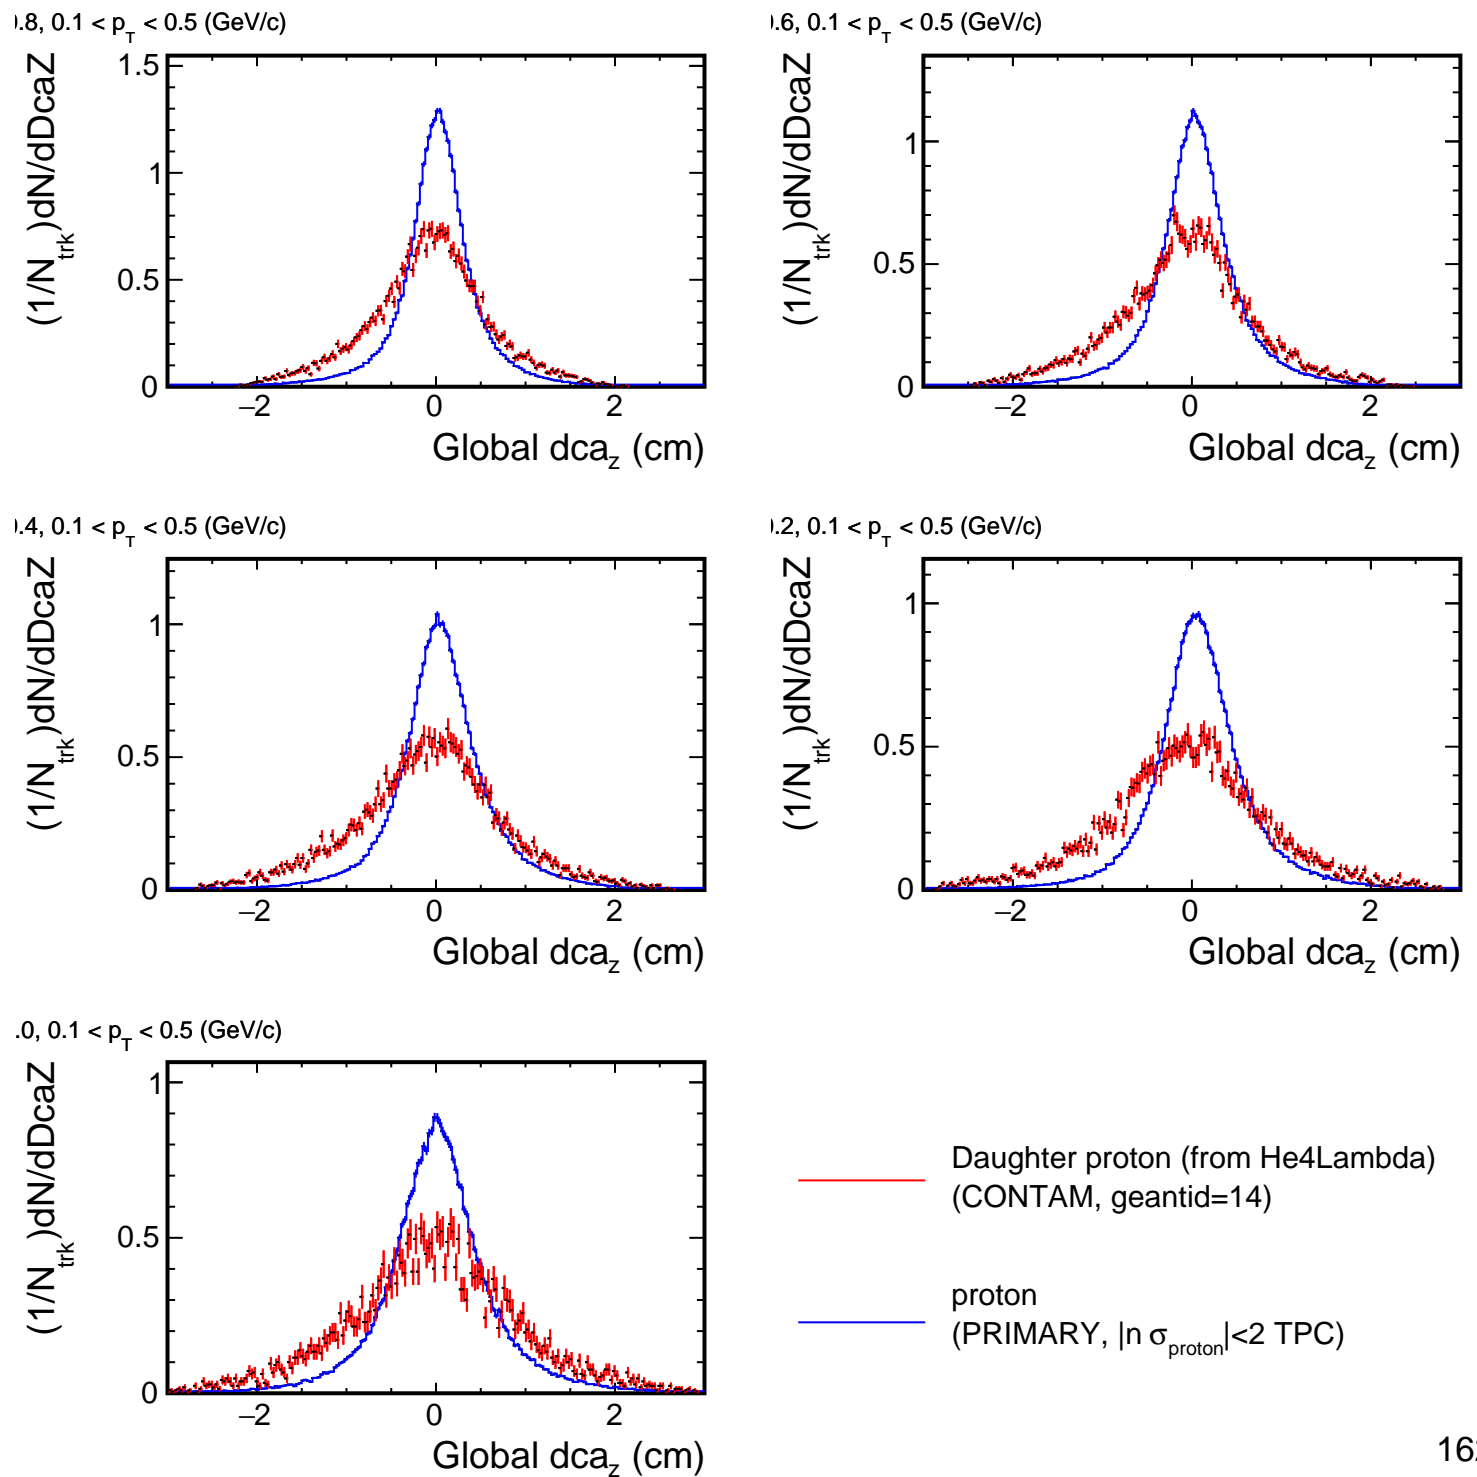 .8, 0.1 < p_T < 0.5 (GeV/c)
(1/N_trk)dN/dDcaZ
1.5
1
0.5
0
−2 0 2
Global dca_z (cm)
.6, 0.1 < p_T < 0.5 (GeV/c)
(1/N_trk)dN/dDcaZ
1
0.5
0
−2 0 2
Global dca_z (cm)
.4, 0.1 < p_T < 0.5 (GeV/c)
(1/N_trk)dN/dDcaZ
1
0.5
0
−2 0 2
Global dca_z (cm)
.2, 0.1 < p_T < 0.5 (GeV/c)
(1/N_trk)dN/dDcaZ
1
0.5
0
−2 0 2
Global dca_z (cm)
.0, 0.1 < p_T < 0.5 (GeV/c)
(1/N_trk)dN/dDcaZ
1
0.5
0
−2 0 2
Global dca_z (cm)
Daughter proton (from He4Lambda)
(CONTAM, geantid=14)
proton
(PRIMARY, |n σ_proton|<2 TPC)
16